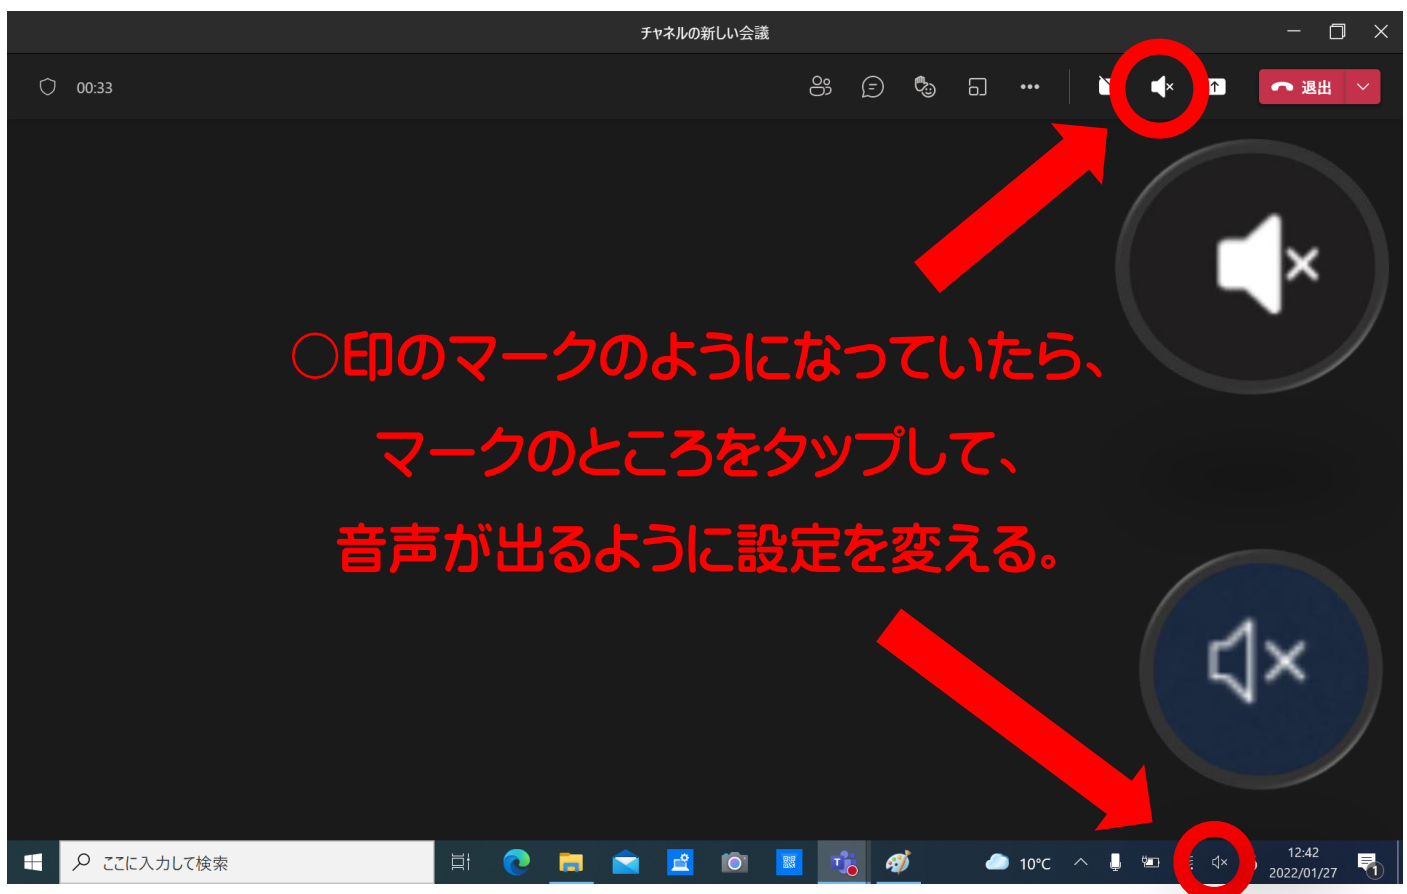 チャネルの新しい会議
00:33
退出
○印のマークのようになっていたら、
マークのところをタップして、
音声が出るように設定を変える。
ここに入力して検索
10°C
12:42
2022/01/27
1